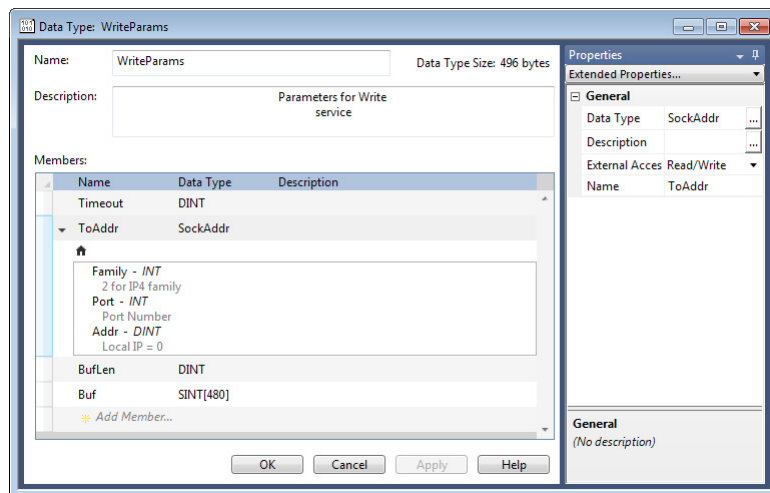 101
010
Data Type: WriteParams
Name:
WriteParams
Data Type Size: 496 bytes
Description:
Parameters for Write
service
Members:
Name Data Type Description
Timeout DINT
ToAddr SockAddr
Family - INT
2 for IP4 family
Port - INT
Port Number
Addr - DINT
Local IP = 0
BufLen DINT
Buf SINT[480]
Add Member...
OK Cancel Apply Help
Properties
Extended Properties...
General
Data Type SockAddr ...
Description ...
External Acces Read/Write
Name ToAddr
General
(No description)